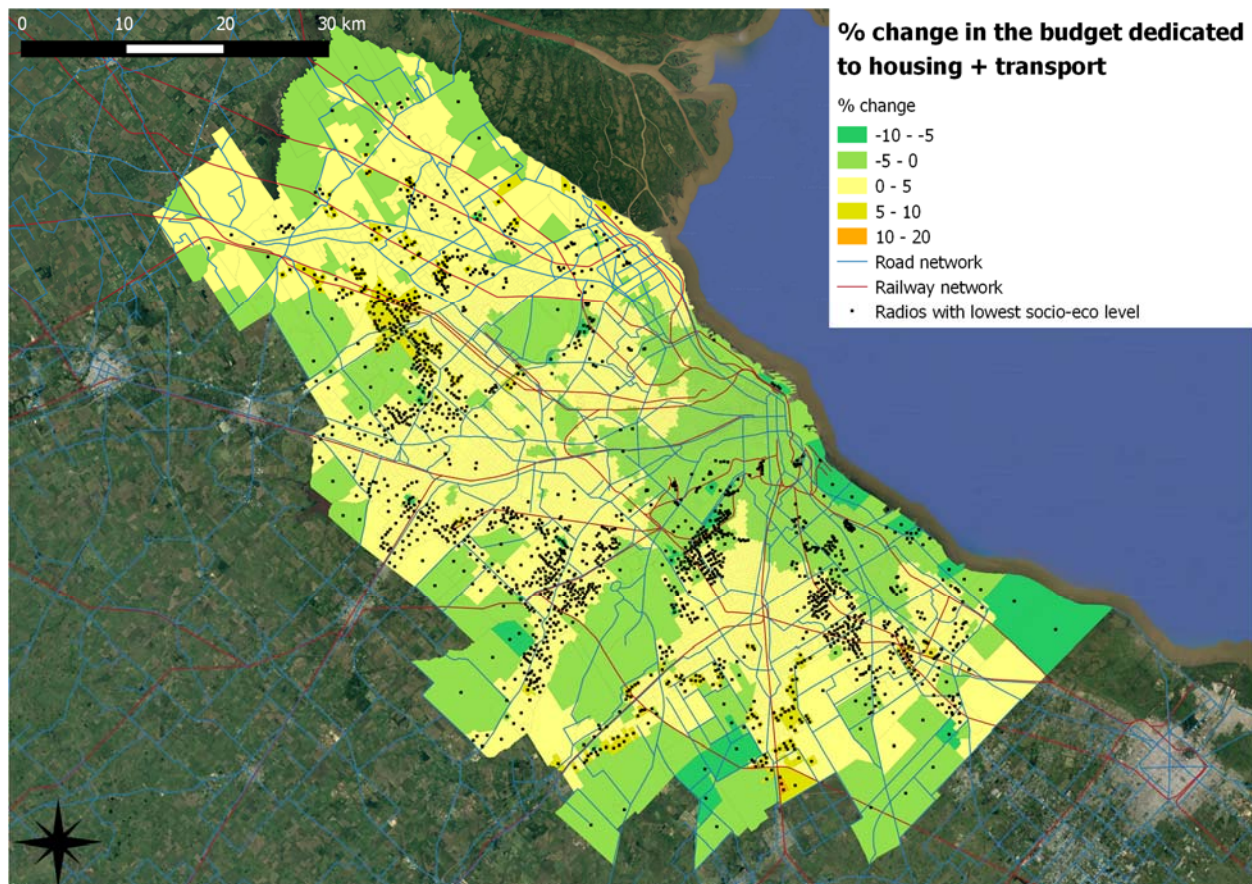 0 10 20 30 km
% change in the budget dedicated
to housing + transport
% change
-10 - -5
-5 - 0
0 - 5
5 - 10
10 - 20
Road network
Railway network
Radios with lowest socio-eco level